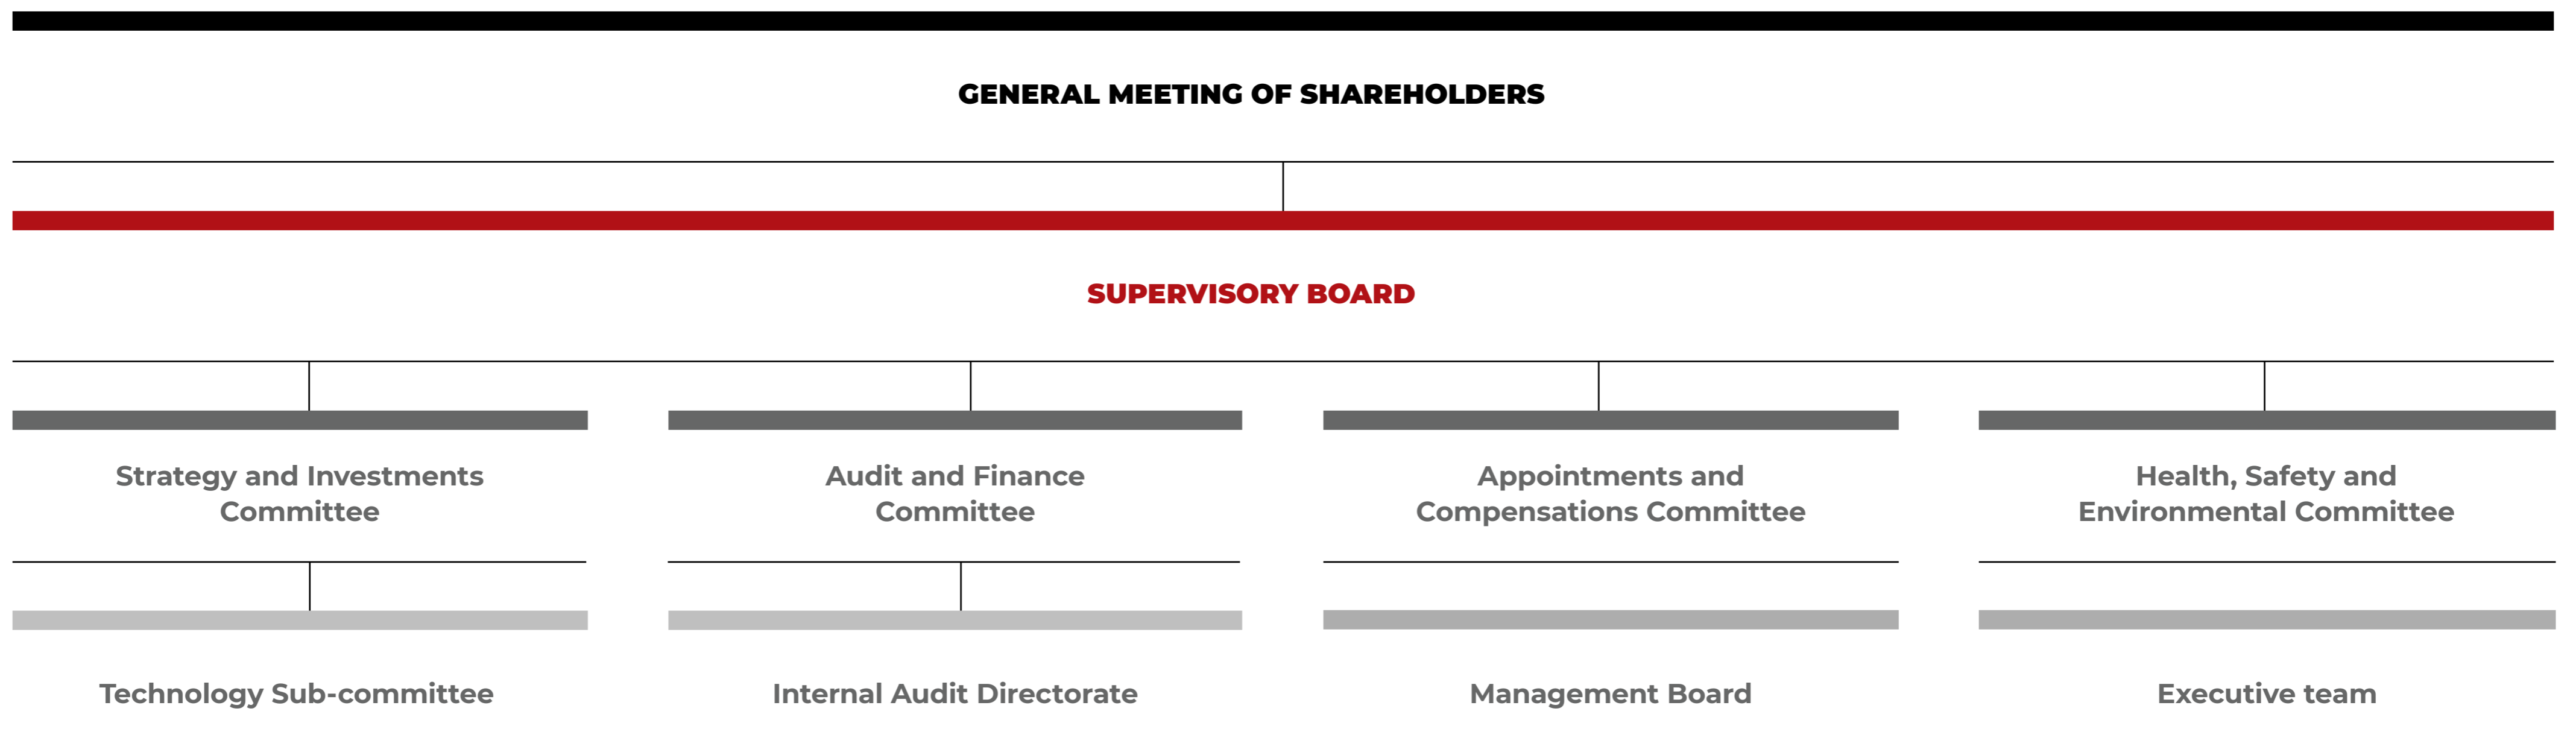 GENERAL MEETING OF SHAREHOLDERS
SUPERVISORY BOARD
Strategy and Investments
Committee
Audit and Finance
Committee
Appointments and
Compensations Committee
Health, Safety and
Environmental Committee
Technology Sub-committee
Internal Audit Directorate
Management Board
Executive team